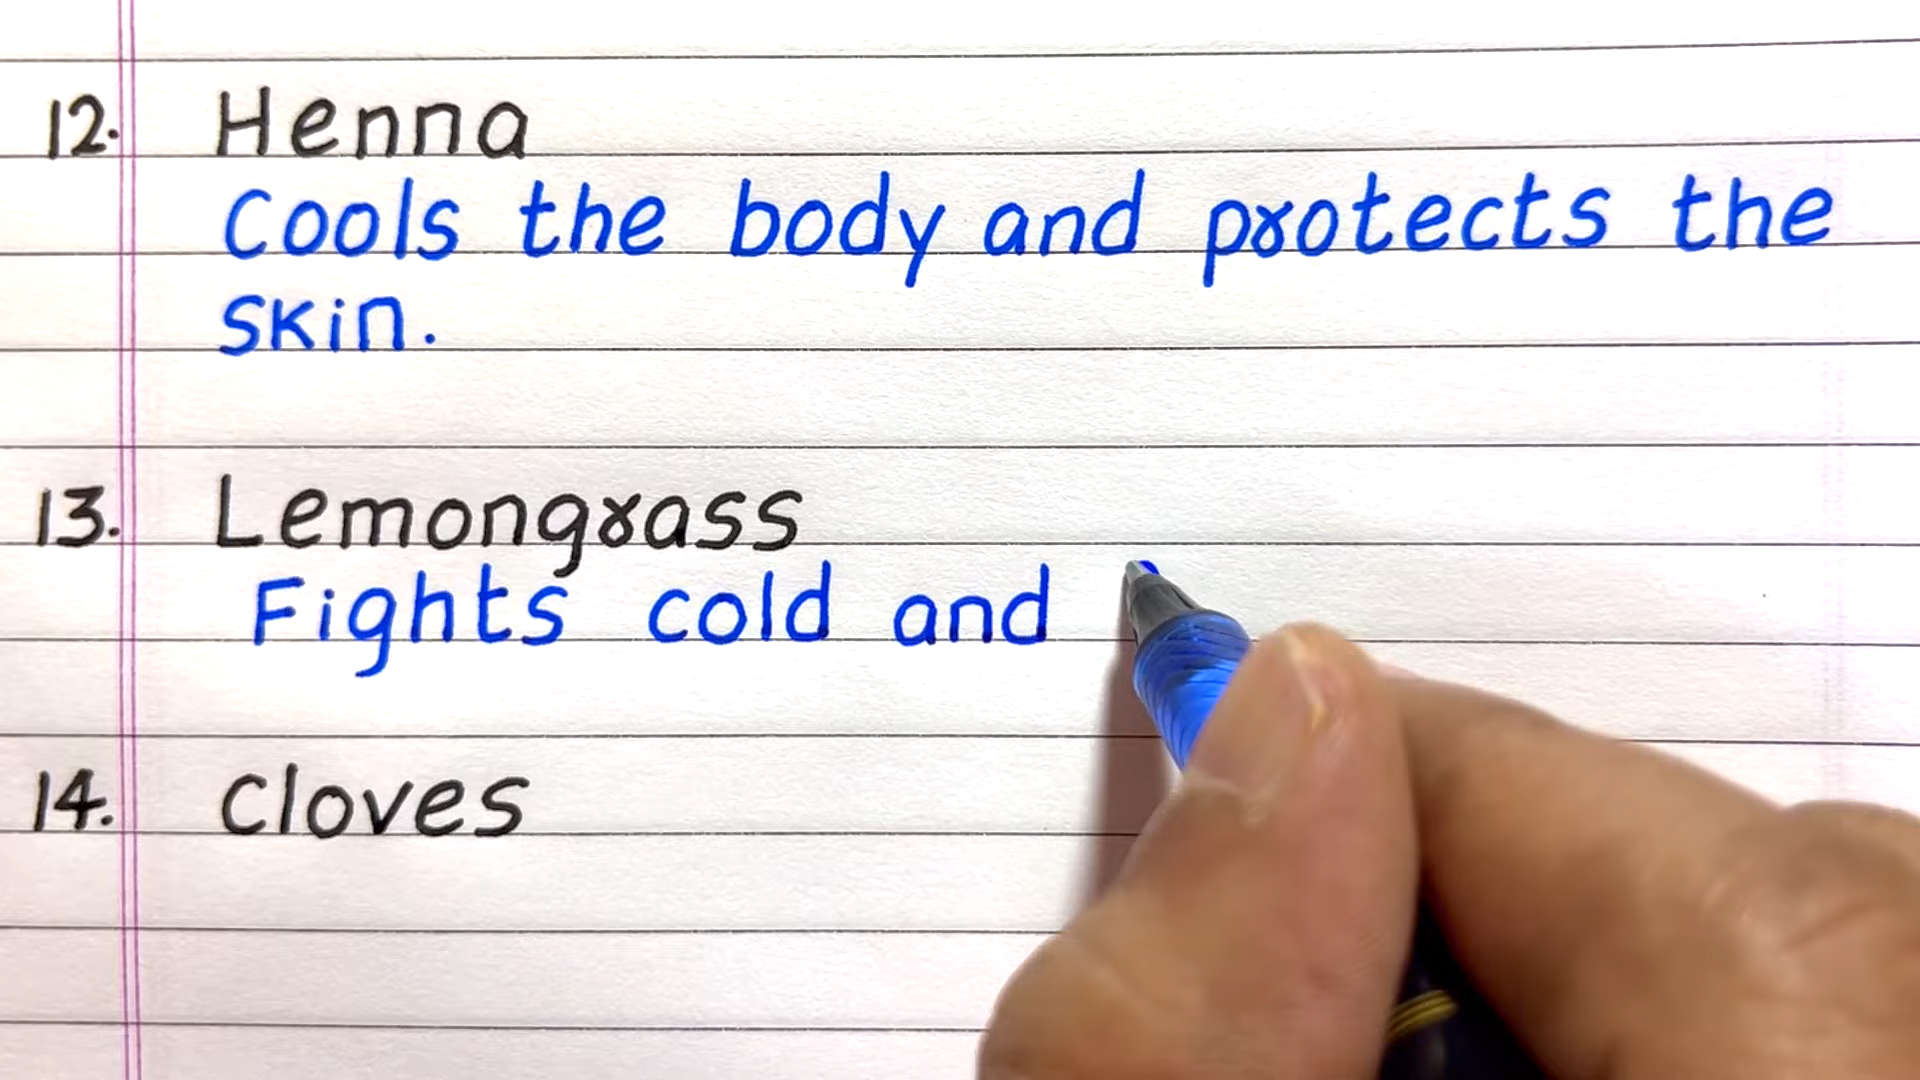 12. Henna
Cools the body and protects the
skin.
13. Lemongrass
Fights cold and
14. Cloves